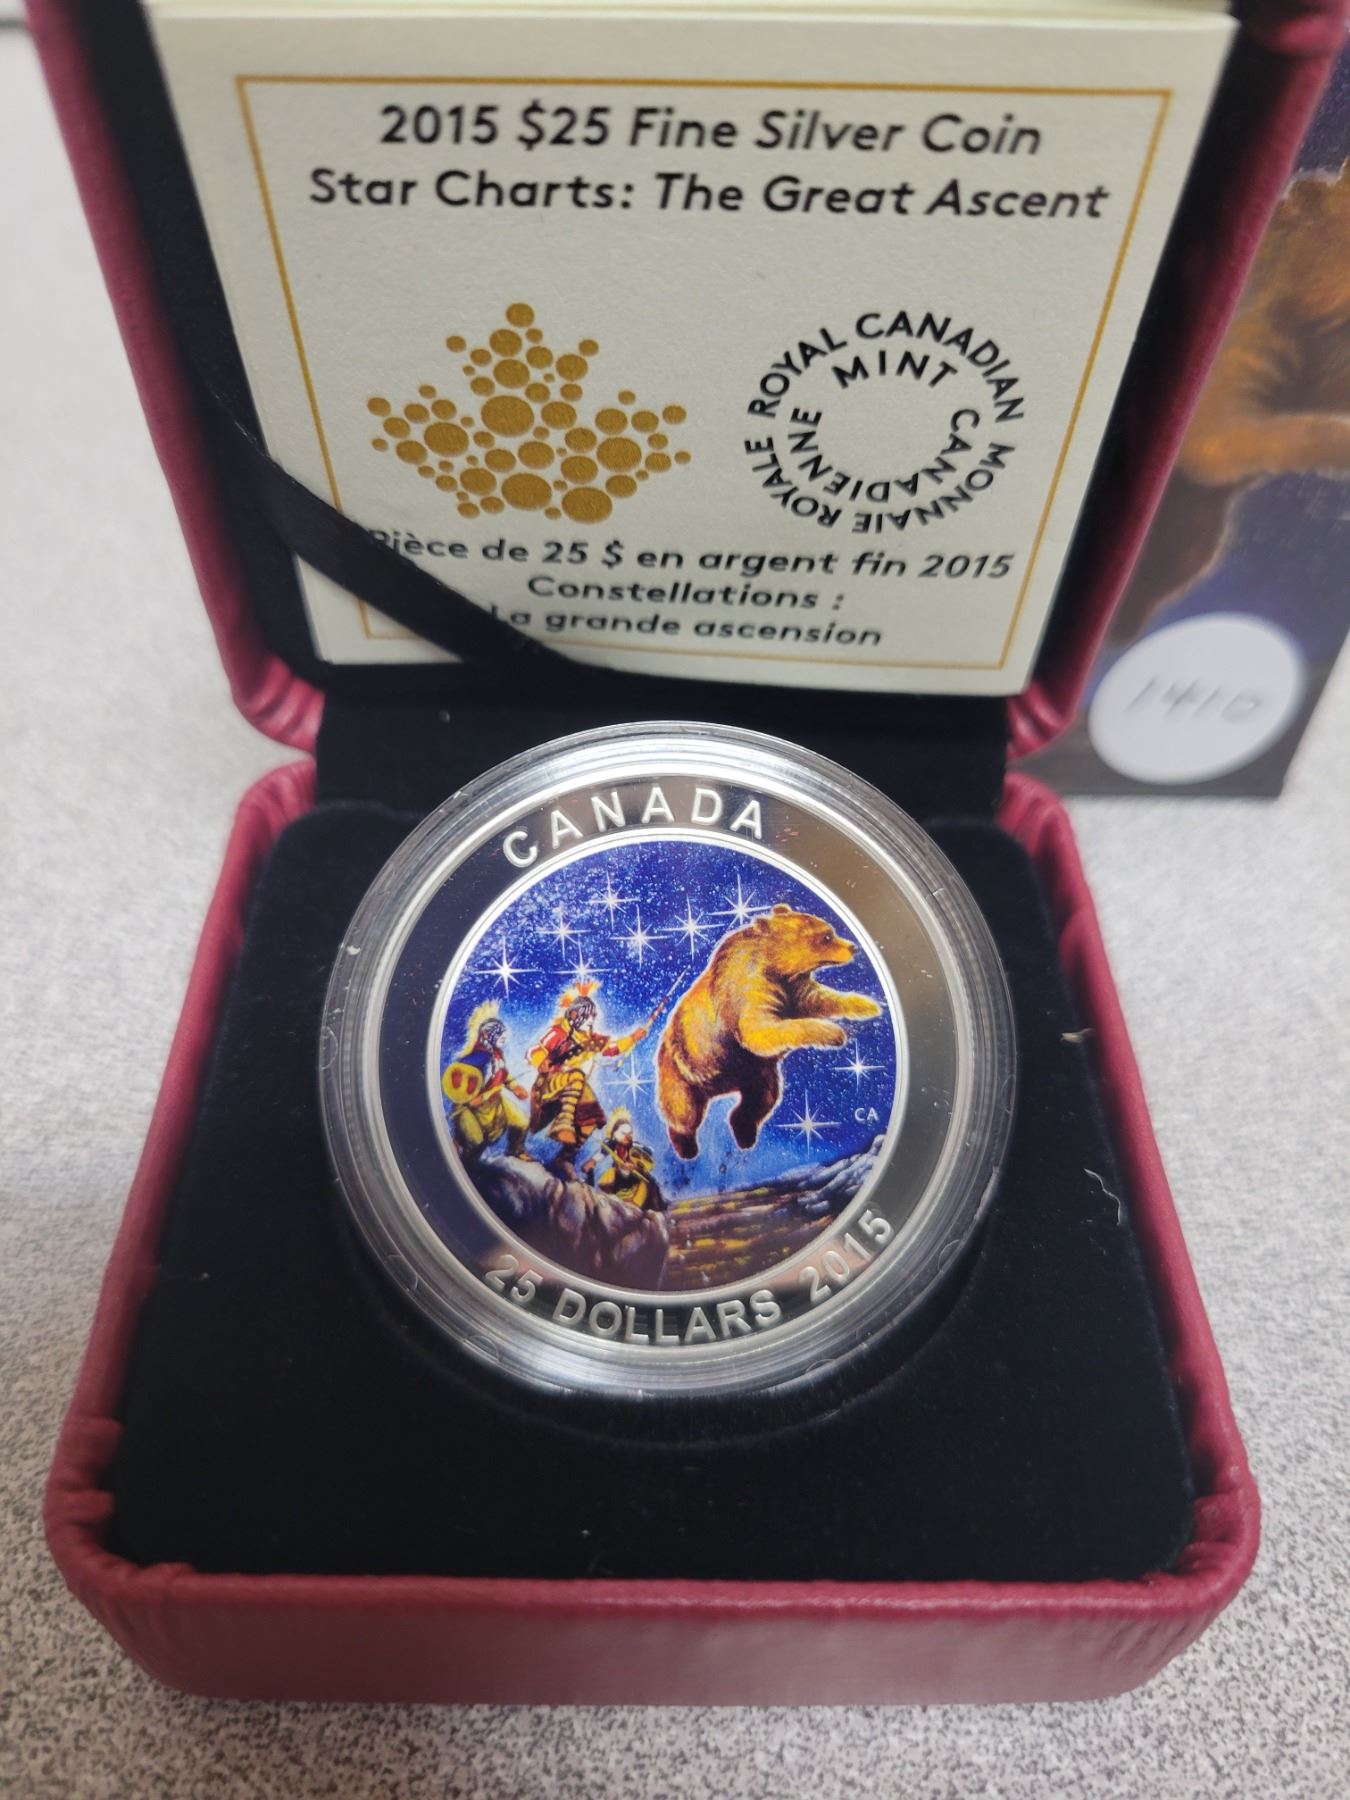 2015 $25 Fine Silver Coin
Star Charts: The Great Ascent
ROYAL CANADIAN MINT
MONNAIE ROYALE CANADIENNE
Pièce de 25 $ en argent fin 2015
Constellations :
La grande ascension
1410
CANADA
CA
25 DOLLARS 2015